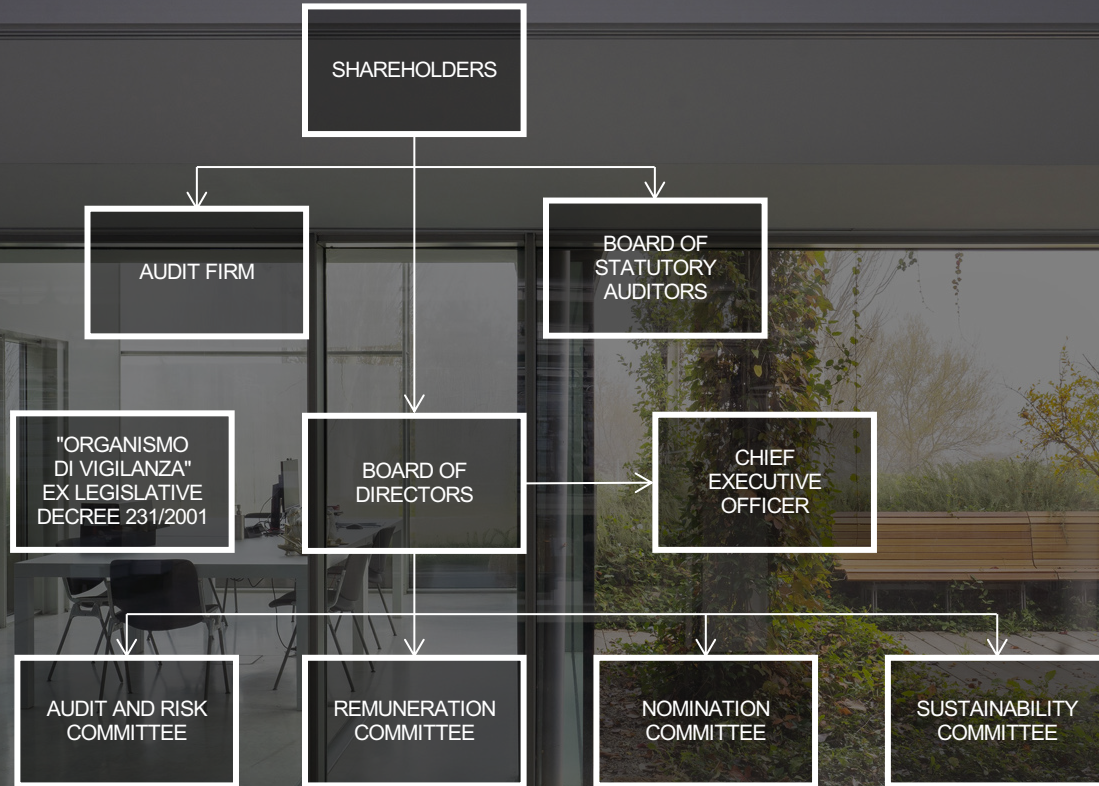 SHAREHOLDERS
AUDIT FIRM
BOARD OF
STATUTORY
AUDITORS
"ORGANISMO
DI VIGILANZA"
EX LEGISLATIVE
DECREE 231/2001
BOARD OF
DIRECTORS
CHIEF
EXECUTIVE
OFFICER
AUDIT AND RISK
COMMITTEE
REMUNERATION
COMMITTEE
NOMINATION
COMMITTEE
SUSTAINABILITY
COMMITTEE